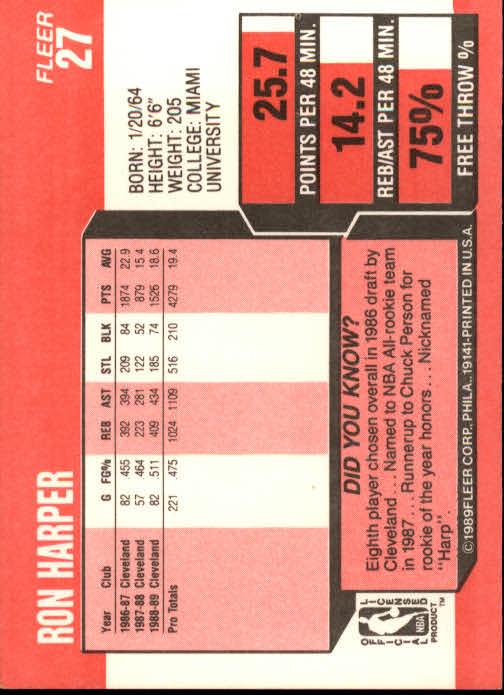 RON HARPER
FLEER
27
BORN: 1/20/64
HEIGHT: 6'6"
WEIGHT: 205
COLLEGE: MIAMI
UNIVERSITY
Year Club G FG% REB AST STL BLK PTS AVG
1986-87 Cleveland 82 455 392 394 209 84 1874 22.9
1987-88 Cleveland 57 464 223 281 122 52 879 15.4
1988-89 Cleveland 82 511 409 434 185 74 1526 18.6
Pro Totals 221 475 1024 1109 516 210 4279 19.4
25.7
POINTS PER 48 MIN.
14.2
REB/AST PER 48 MIN.
75%
FREE THROW %
DID YOU KNOW?
Eighth player chosen overall in 1986 draft by
Cleveland . . . Named to NBA All-rookie team
in 1987 . . . Runnerup to Chuck Person for
rookie of the year honors . . . Nicknamed
"Harp".
OFFICIAL LICENSED
NBA
PRODUCT™
©1989 FLEER CORP., PHILA., 19141-PRINTED IN U.S.A.